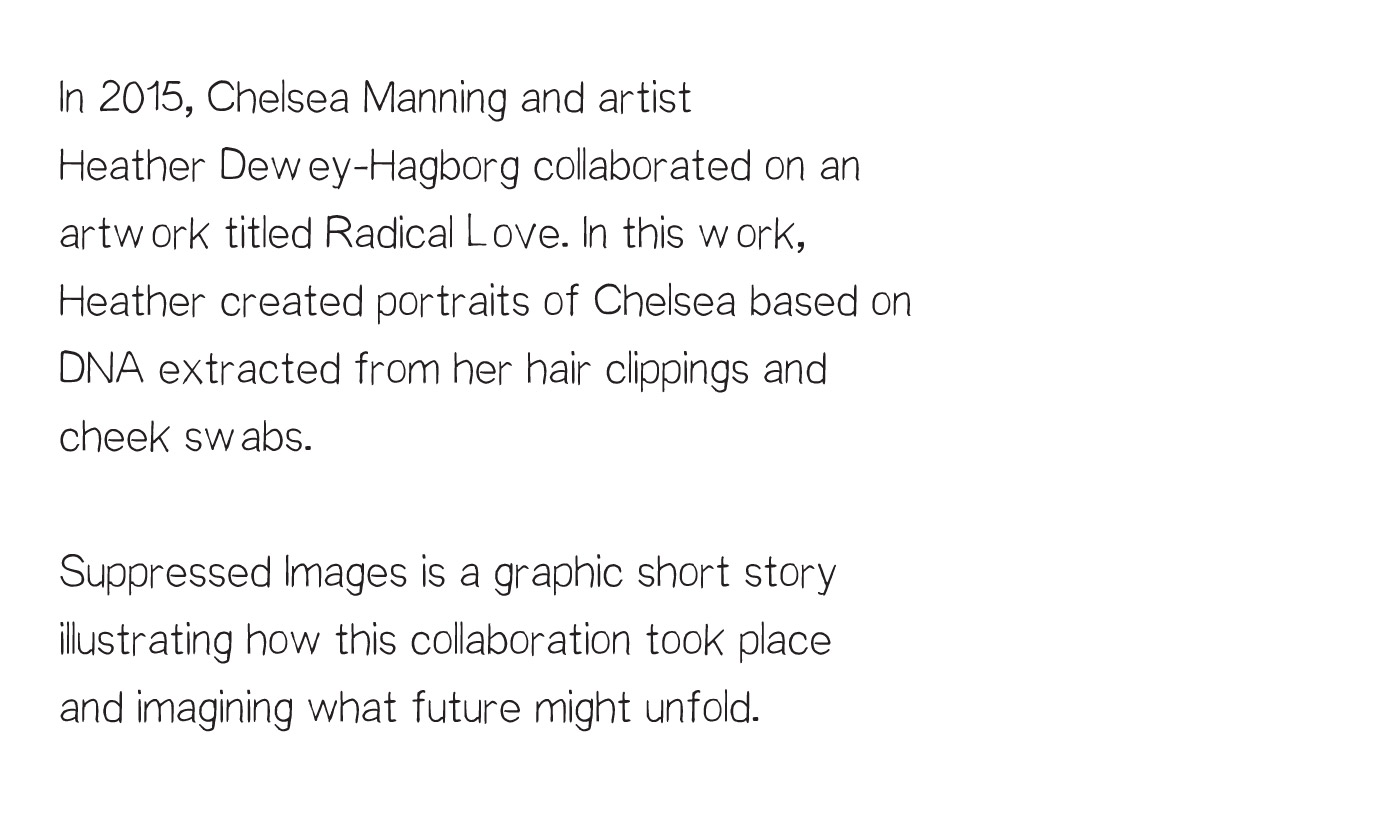 In 2015, Chelsea Manning and artist
Heather Dewey-Hagborg collaborated on an
artwork titled Radical Love. In this work,
Heather created portraits of Chelsea based on
DNA extracted from her hair clippings and
cheek swabs.
Suppressed Images is a graphic short story
illustrating how this collaboration took place
and imagining what future might unfold.